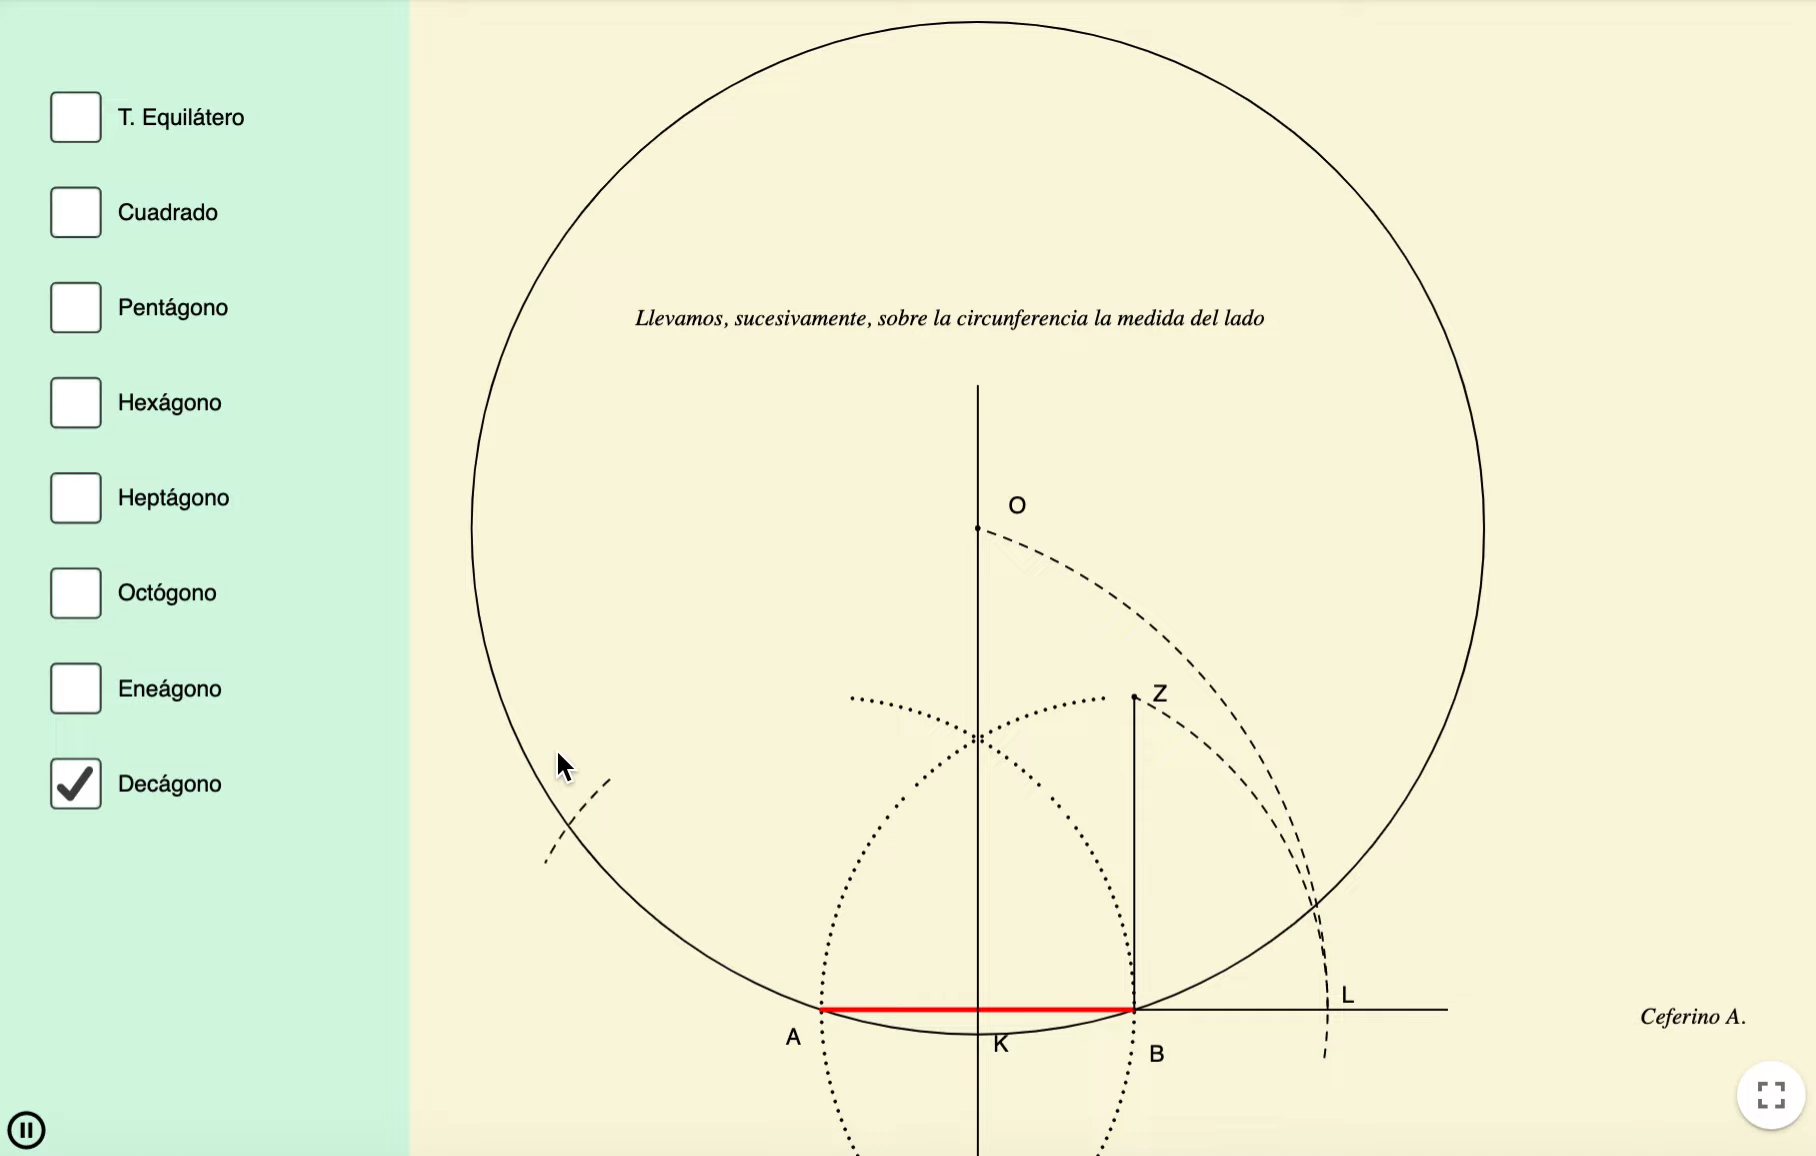 T. Equilátero
Cuadrado
Pentágono
Hexágono
Heptágono
Octógono
Eneágono
Decágono
Llevamos, sucesivamente, sobre la circunferencia la medida del lado
O
Z
L
A
K
B
Ceferino A.